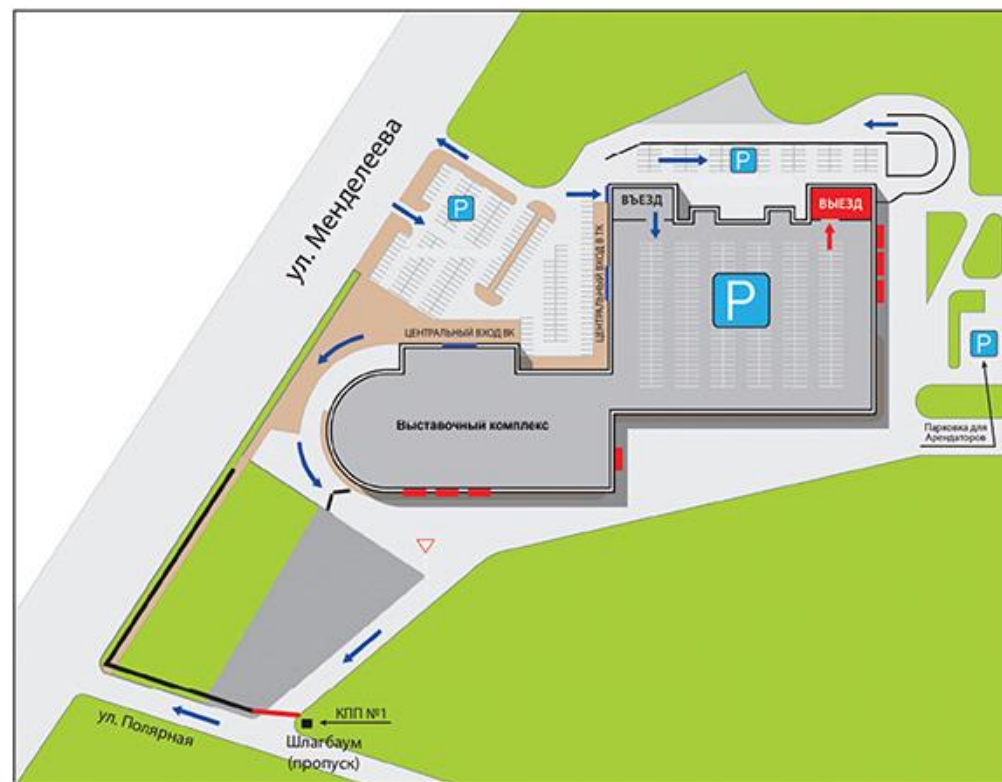 ул. Менделеева
P
P
ВЪЕЗД
ВЫЕЗД
ЦЕНТРАЛЬНЫЙ ВХОД В ТК
P
ЦЕНТРАЛЬНЫЙ ВХОД ВК
P
Выставочный комплекс
Парковка для
Арендаторов
ул. Полярная
КПП №1
Шлагбаум
(пропуск)